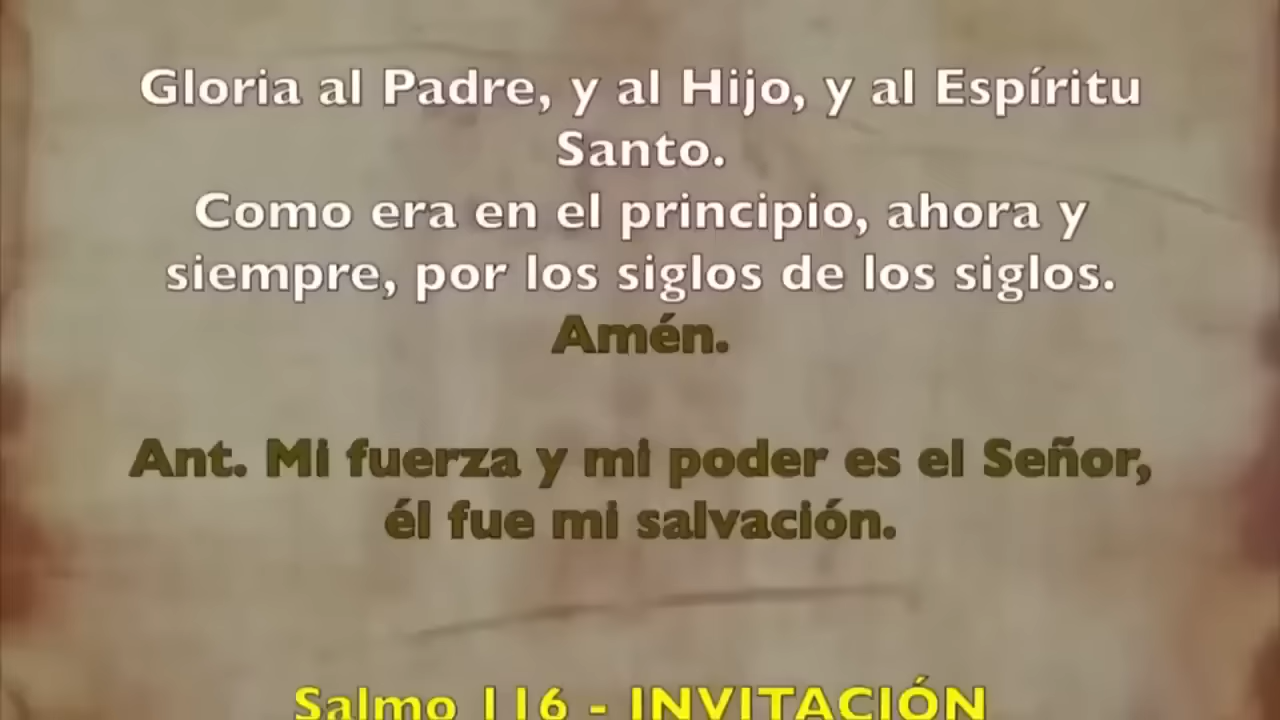 Gloria al Padre, y al Hijo, y al Espíritu
Santo.
Como era en el principio, ahora y
siempre, por los siglos de los siglos.
Amén.
Ant. Mi fuerza y mi poder es el Señor,
él fue mi salvación.
Salmo 116 - INVITACIÓN